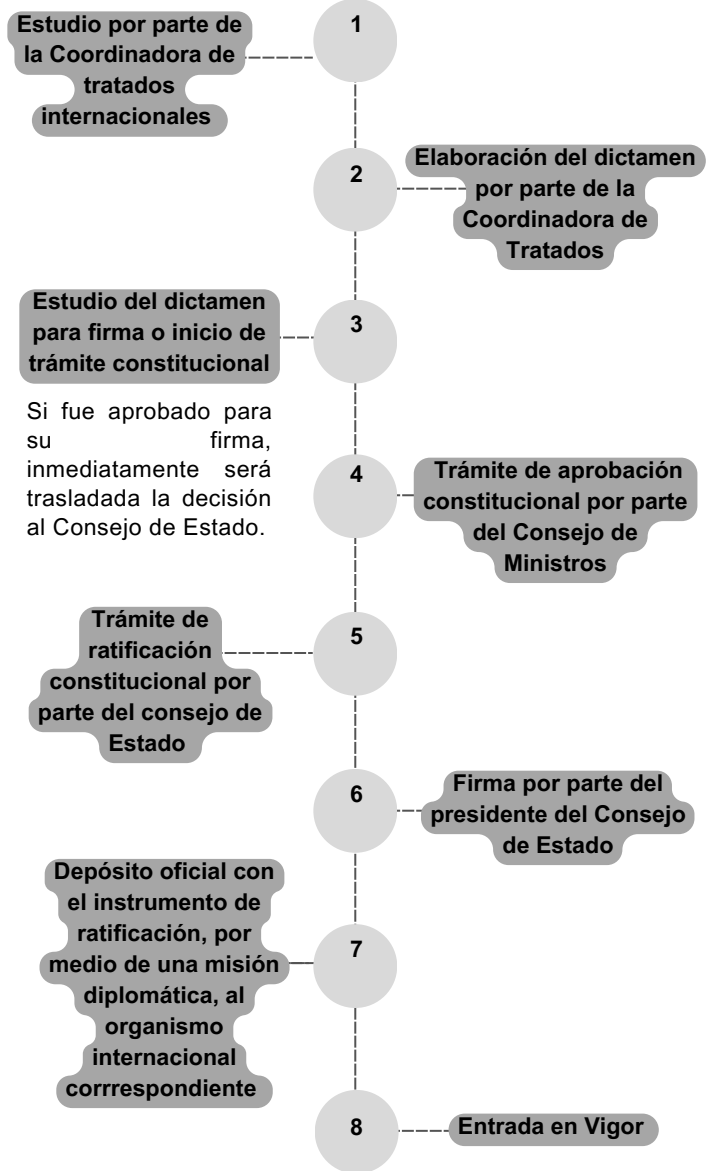 1
Estudio por parte de
la Coordinadora de
tratados
internacionales
2
Elaboración del dictamen
por parte de la
Coordinadora de
Tratados
3
Estudio del dictamen
para firma o inicio de
trámite constitucional
Si fue aprobado para
su firma,
inmediatamente será
trasladada la decisión
al Consejo de Estado.
4
Trámite de aprobación
constitucional por parte
del Consejo de
Ministros
5
Trámite de
ratificación
constitucional por
parte del consejo de
Estado
6
Firma por parte del
presidente del Consejo
de Estado
7
Depósito oficial con
el instrumento de
ratificación, por
medio de una misión
diplomática, al
organismo
internacional
corrrespondiente
8
Entrada en Vigor